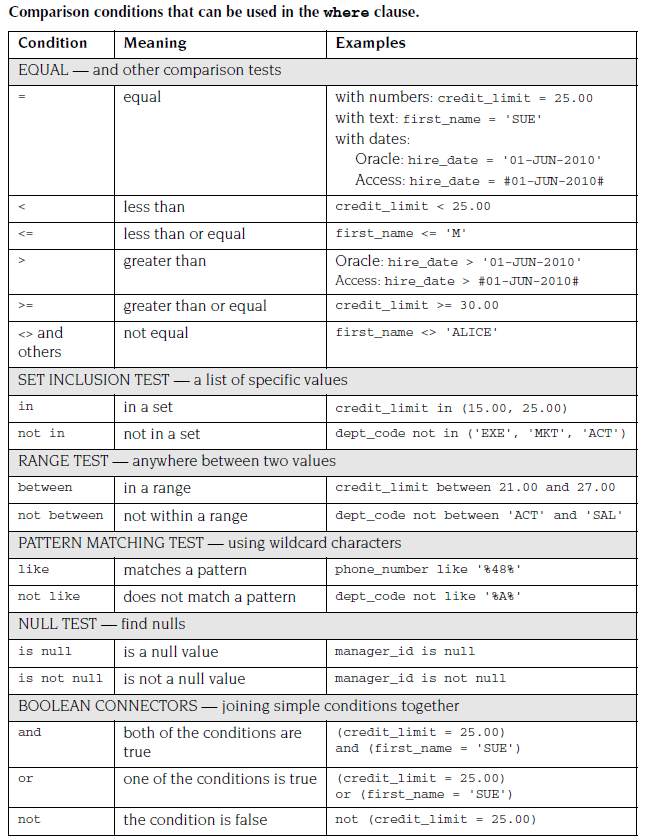 Comparison conditions that can be used in the where clause.
Condition Meaning Examples
EQUAL — and other comparison tests
= equal with numbers: credit_limit = 25.00
with text: first_name = 'SUE'
with dates:
Oracle: hire_date = '01-JUN-2010'
Access: hire_date = #01-JUN-2010#
< less than credit_limit < 25.00
<= less than or equal first_name <= 'M'
> greater than Oracle: hire_date > '01-JUN-2010'
Access: hire_date > #01-JUN-2010#
>= greater than or equal credit_limit >= 30.00
<> and not equal first_name <> 'ALICE'
others
SET INCLUSION TEST — a list of specific values
in in a set credit_limit in (15.00, 25.00)
not in not in a set dept_code not in ('EXE', 'MKT', 'ACT')
RANGE TEST — anywhere between two values
between in a range credit_limit between 21.00 and 27.00
not between not within a range dept_code not between 'ACT' and 'SAL'
PATTERN MATCHING TEST — using wildcard characters
like matches a pattern phone_number like '%48%'
not like does not match a pattern dept_code not like '%A%'
NULL TEST — find nulls
is null is a null value manager_id is null
is not null is not a null value manager_id is not null
BOOLEAN CONNECTORS — joining simple conditions together
and both of the conditions are (credit_limit = 25.00)
true and (first_name = 'SUE')
or one of the conditions is true (credit_limit = 25.00)
or (first_name = 'SUE')
not the condition is false not (credit_limit = 25.00)